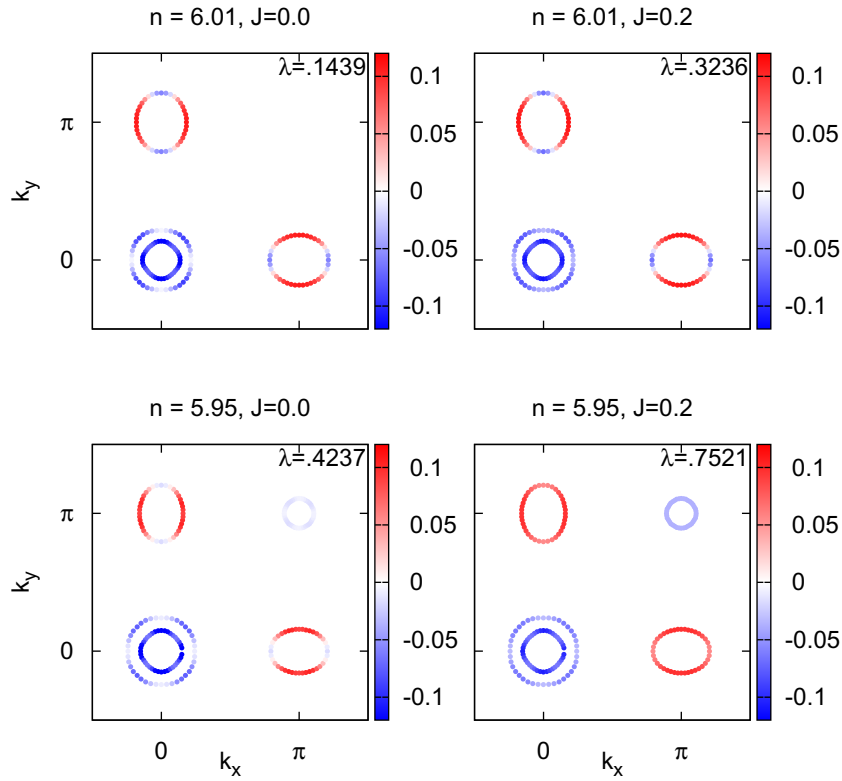 n = 6.01, J=0.0
λ=.1439
π
0
k_y
0.1
0.05
0
-0.05
-0.1
n = 6.01, J=0.2
λ=.3236
0.1
0.05
0
-0.05
-0.1
n = 5.95, J=0.0
λ=.4237
π
0
k_y
0 π
k_x
0.1
0.05
0
-0.05
-0.1
n = 5.95, J=0.2
λ=.7521
0 π
k_x
0.1
0.05
0
-0.05
-0.1